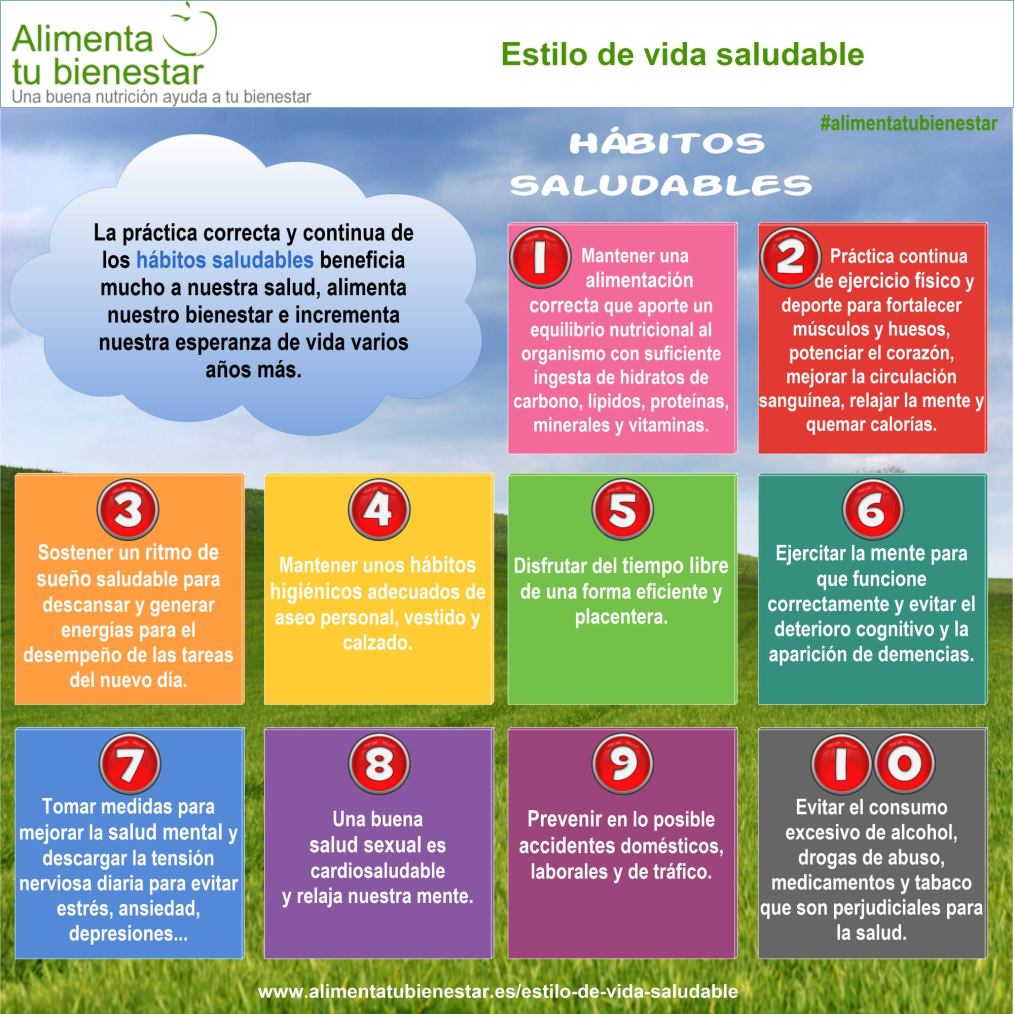 Alimenta
tu bienestar
Una buena nutrición ayuda a tu bienestar
Estilo de vida saludable
#alimentatubienestar
HÁBITOS
SALUDABLES
La práctica correcta y continua de
los hábitos saludables beneficia
mucho a nuestra salud, alimenta
nuestro bienestar e incrementa
nuestra esperanza de vida varios
años más.
1
Mantener una
alimentación
correcta que aporte un
equilibrio nutricional al
organismo con suficiente
ingesta de hidratos de
carbono, lípidos, proteínas,
minerales y vitaminas.
2
Práctica continua
de ejercicio físico y
deporte para fortalecer
músculos y huesos,
potenciar el corazón,
mejorar la circulación
sanguínea, relajar la mente y
quemar calorías.
3
Sostener un ritmo de
sueño saludable para
descansar y generar
energías para el
desempeño de las tareas
del nuevo día.
4
Mantener unos hábitos
higiénicos adecuados de
aseo personal, vestido y
calzado.
5
Disfrutar del tiempo libre
de una forma eficiente y
placentera.
6
Ejercitar la mente para
que funcione
correctamente y evitar el
deterioro cognitivo y la
aparición de demencias.
7
Tomar medidas para
mejorar la salud mental y
descargar la tensión
nerviosa diaria para evitar
estrés, ansiedad,
depresiones...
8
Una buena
salud sexual es
cardiosaludable
y relaja nuestra mente.
9
Prevenir en lo posible
accidentes domésticos,
laborales y de tráfico.
10
Evitar el consumo
excesivo de alcohol,
drogas de abuso,
medicamentos y tabaco
que son perjudiciales para
la salud.
www.alimentatubienestar.es/estilo-de-vida-saludable